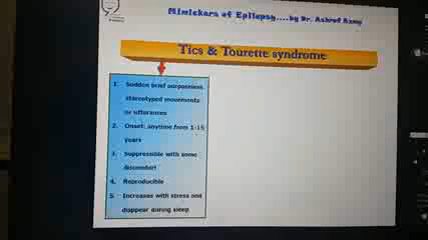 Mimickers of Epilepsy....by Dr. Ashraf Azmy
Tics & Tourette syndrome
1. Sudden brief purposeless
stereotyped movements
or utterances
2. Onset: anytime from 1-15
years
3. Suppressible with some
discomfort
4. Reproducible
5. Increases with stress and
disappear during sleep